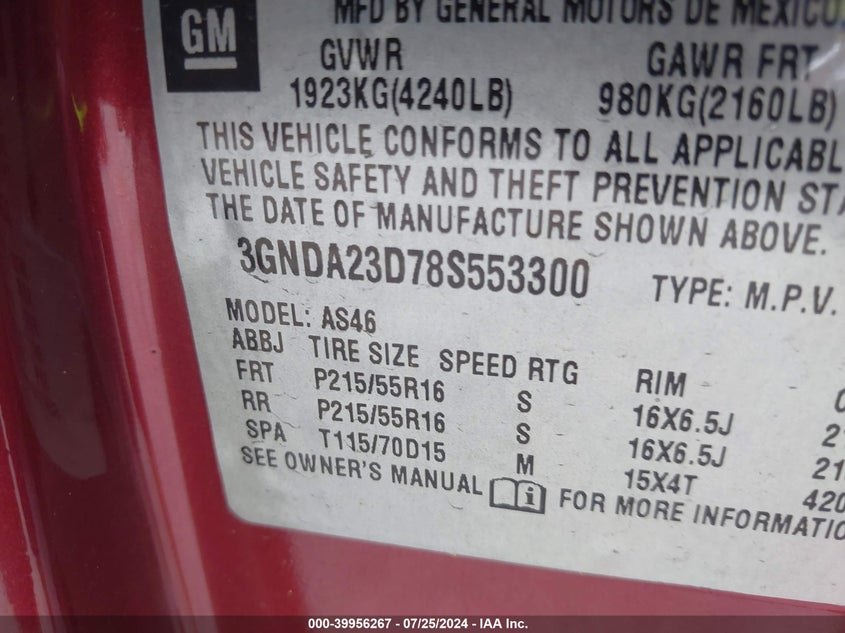 MFD BY GENERAL MOTORS DE MEXICO
GM
GVWR GAWR FRT
1923KG(4240LB) 980KG(2160LB)
THIS VEHICLE CONFORMS TO ALL APPLICABL
VEHICLE SAFETY AND THEFT PREVENTION STA
THE DATE OF MANUFACTURE SHOWN ABOVE.
3GNDA23D78S553300 TYPE: M.P.V.
MODEL: AS46
ABBJ TIRE SIZE SPEED RTG RIM
FRT P215/55R16 S 16X6.5J
RR P215/55R16 S 16X6.5J
SPA T115/70D15 M 15X4T 420
SEE OWNER'S MANUAL FOR MORE INFORMATIO
000-39956267 - 07/25/2024 - IAA Inc.